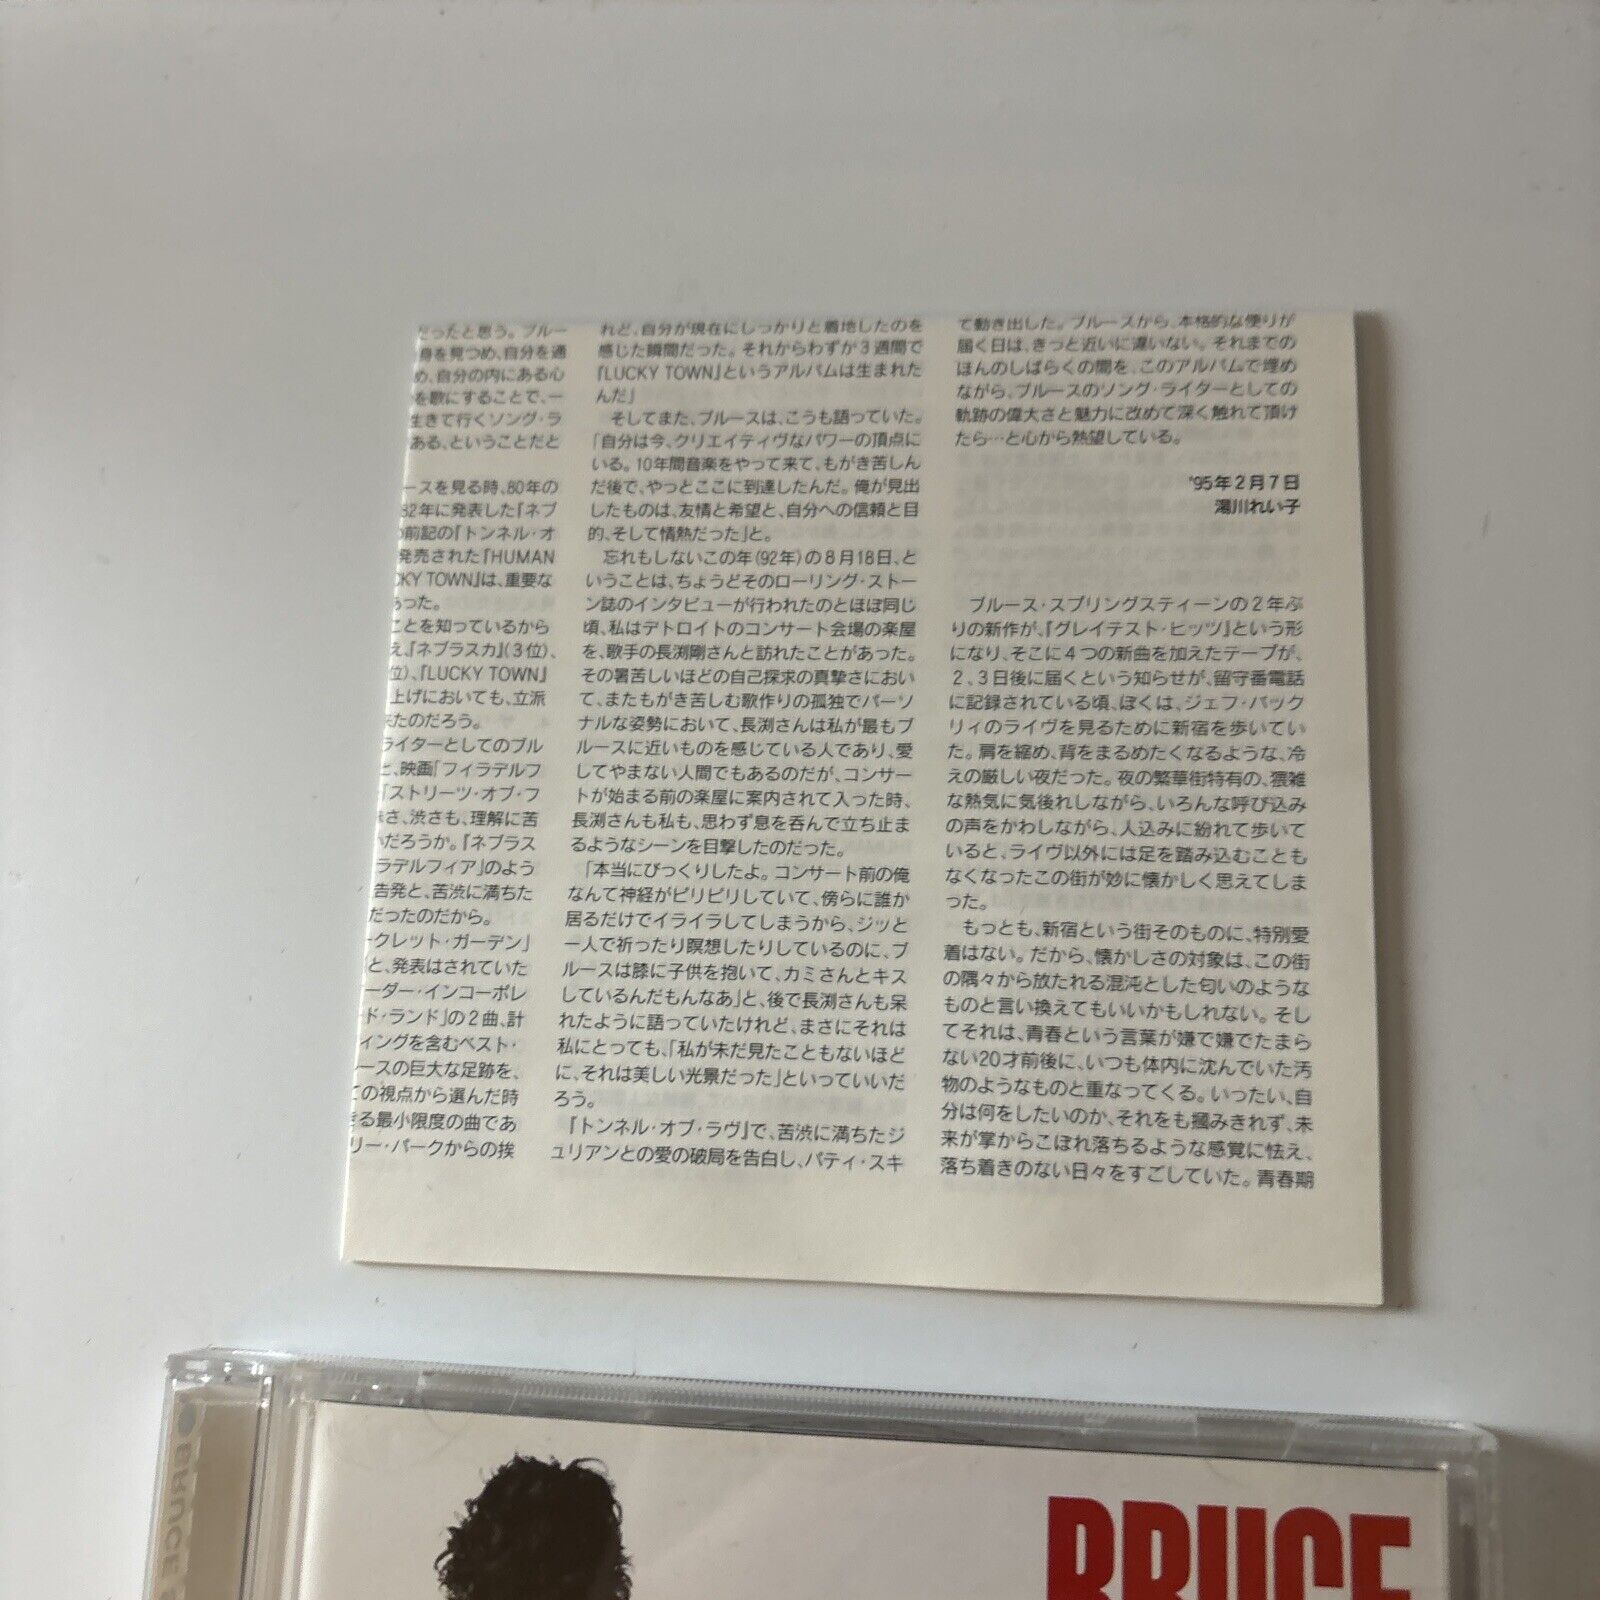 だったと思う。ブルー
身を見つめ、自分を通
め、自分の内にある心
を歌にすることで、一
生きて行くソング・ラ
ある、ということだと
ースを見る時、80年の
82年に発表した『ネブ
前記の『トンネル・オ
発売された『HUMAN
CKY TOWN』は、重要な
あった。
ことを知っているから
え、『ネブラスカ』(3位)、
位)、『LUCKY TOWN』
上げにおいても、立派
きたのだろう。
ライターとしてのブル
と、映画「フィラデルフ
「ストリーツ・オブ・フ
さ、渋さも、理解に苦
いだろうか。『ネブラス
ラデルフィア』のよう
告発と、苦渋に満ちた
だったのだから。
ークレット・ガーデン」
と、発表はされていた
ーダー・インコーポレ
ド・ランド」の2曲、計
ィングを含むベスト・
ースの巨大な足跡を、
ての視点から選んだ時
きる最小限度の曲であ
リー・パークからの挨
れど、自分が現在にしっかりと着地したのを
感じた瞬間だった。それからわずか3週間で
『LUCKY TOWN』というアルバムは生まれた
んだ」
そしてまた、ブルースは、こうも語っていた。
「自分は今、クリエイティヴなパワーの頂点に
いる。10年間音楽をやって来て、もがき苦しん
だ後で、やっとここに到達したんだ。俺が見出
したものは、友情と希望と、自分への信頼と目
的、そして情熱だった」と。
忘れもしないこの年(92年)の8月18日、と
いうことは、ちょうどそのローリング・ストー
ン誌のインタビューが行われたのとほぼ同じ
頃、私はデトロイトのコンサート会場の楽屋
を、歌手の長渕剛さんと訪れたことがあった。
その暑苦しいほどの自己探求の真摯さにおい
て、またもがき苦しむ歌作りの孤独でパーソ
ナルな姿勢において、長渕さんは私が最もブ
ルースに近いものを感じている人であり、愛
してやまない人間でもあるのだが、コンサー
トが始まる前の楽屋に案内されて入った時、
長渕さんも私も、思わず息を呑んで立ち止ま
るようなシーンを目撃したのだった。
「本当にびっくりしたよ。コンサート前の俺
なんて神経がピリピリしていて、傍らに誰か
居るだけでイライラしてしまうから、ジッと
一人で祈ったり瞑想したりしているのに、ブ
ルースは膝に子供を抱いて、カミさんとキス
しているんだもんなあ」と、後で長渕さんも呆
れたように語っていたけれど、まさにそれは
私にとっても、「私が未だ見たこともないほど
に、それは美しい光景だった」といっていいだ
ろう。
『トンネル・オブ・ラヴ』で、苦渋に満ちたジ
ュリアンとの愛の破局を告白し、パティ・スキ
て動き出した。ブルースから、本格的な便りが
届く日は、きっと近いに違いない。それまでの
ほんのしばらくの間を、このアルバムで埋め
ながら、ブルースのソング・ライターとしての
軌跡の偉大さと魅力に改めて深く触れて頂け
たら…と心から熱望している。
'95年2月7日
湯川れい子
ブルース・スプリングスティーンの2年ぶ
りの新作が、『グレイテスト・ヒッツ』という形
になり、そこに4つの新曲を加えたテープが、
2、3日後に届くという知らせが、留守番電話
に記録されている頃、ぼくは、ジェフ・バック
リィのライヴを見るために新宿を歩いてい
た。肩を縮め、背をまるめたくなるような、冷
えの厳しい夜だった。夜の繁華街特有の、猥雑
な熱気に気後れしながら、いろんな呼び込み
の声をかわしながら、人込みに紛れて歩いて
いると、ライヴ以外には足を踏み込むことも
なくなったこの街が妙に懐かしく思えてしま
った。
もっとも、新宿という街そのものに、特別愛
着はない。だから、懐かしさの対象は、この街
の隅々から放たれる混沌とした匂いのような
ものと言い換えてもいいかもしれない。そし
てそれは、青春という言葉が嫌で嫌でたまら
ない20才前後に、いつも体内に沈んでいた汚
物のようなものと重なってくる。いったい、自
分は何をしたいのか、それをも掴みきれず、未
来が掌からこぼれ落ちるような感覚に怯え、
落ち着きのない日々をすごしていた。青春期
BRUCE
BRUCE